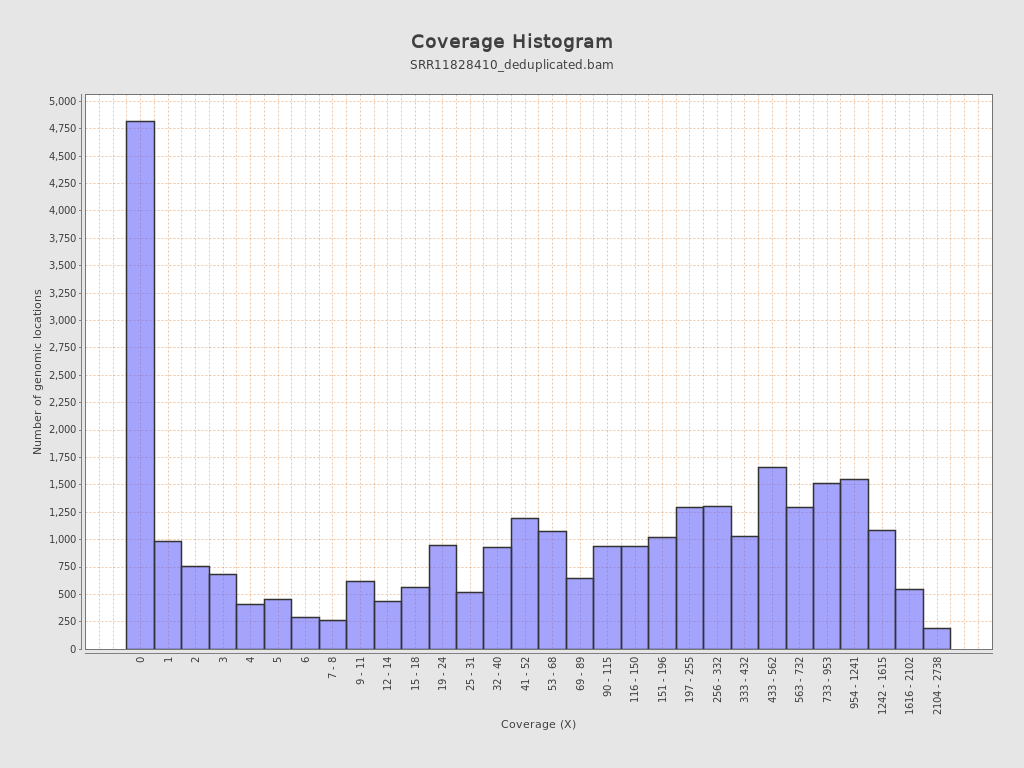 Coverage Histogram
SRR11828410_deduplicated.bam
Number of genomic locations
5,000
4,750
4,500
4,250
4,000
3,750
3,500
3,250
3,000
2,750
2,500
2,250
2,000
1,750
1,500
1,250
1,000
750
500
250
0
0
1
2
3
4
5
6
7 - 8
9 - 11
12 - 14
15 - 18
19 - 24
25 - 31
32 - 40
41 - 52
53 - 68
69 - 89
90 - 115
116 - 150
151 - 196
197 - 255
256 - 332
333 - 432
433 - 562
563 - 732
733 - 953
954 - 1241
1242 - 1615
1616 - 2102
2104 - 2738
Coverage (X)